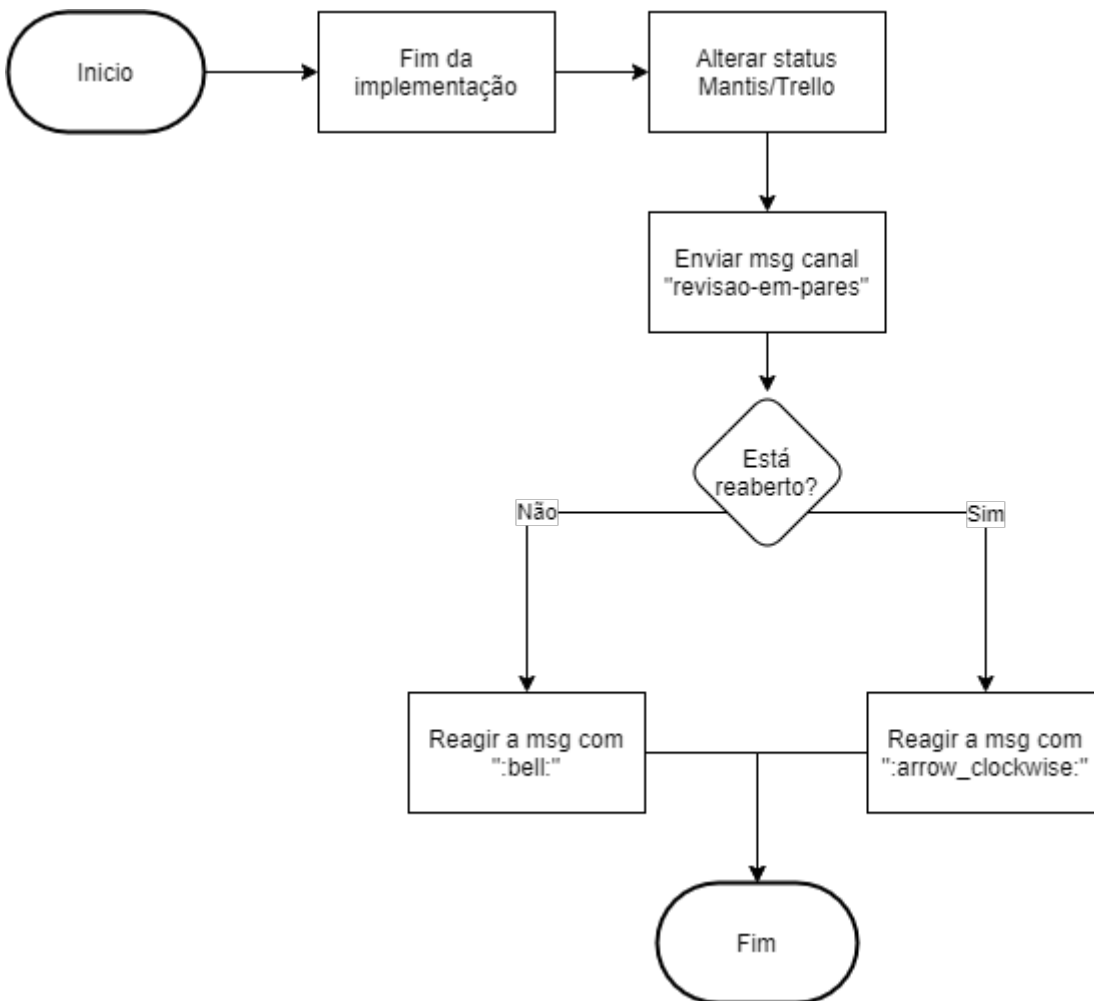 Inicio
Fim da
implementação
Alterar status
Mantis/Trello
Enviar msg canal
"revisao-em-pares"
Está
reaberto?
Não
Sim
Reagir a msg com
":bell:"
Reagir a msg com
":arrow_clockwise:"
Fim